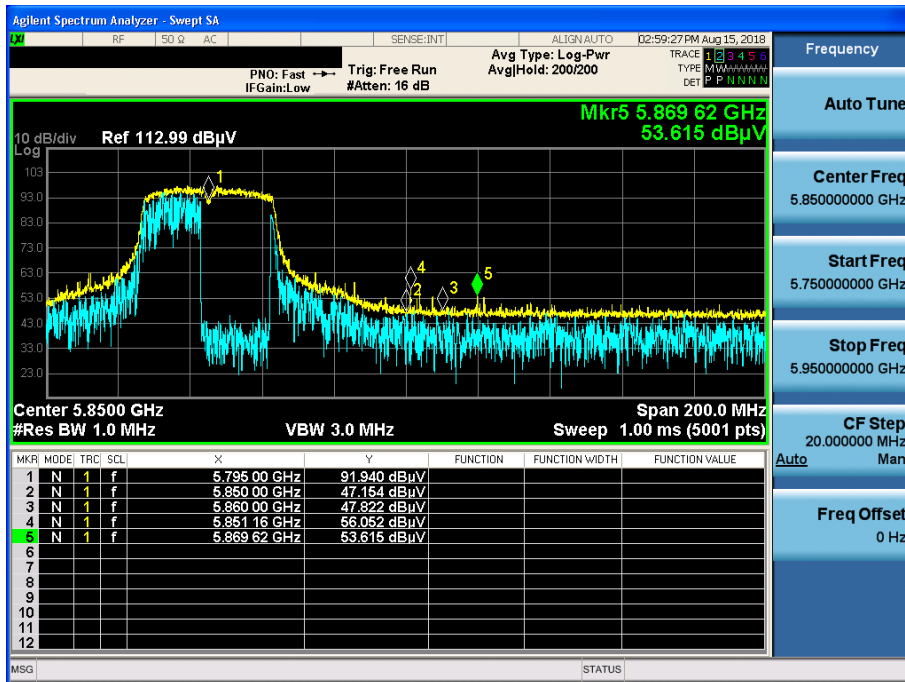 Agilent Spectrum Analyzer - Swept SA
LXI RF 50 Ω AC SENSE:INT ALIGN AUTO 02:59:27 PM Aug 15, 2018
PNO: Fast Trig: Free Run Avg Type: Log-Pwr TRACE 1 2 3 4 5 6
IFGain:Low #Atten: 16 dB Avg|Hold: 200/200 TYPE M W W W W W
DET P P N N N N
Frequency
Mkr5 5.869 62 GHz
53.615 dBµV
10 dB/div Ref 112.99 dBµV
Log
103
93.0
83.0
73.0
63.0
53.0
43.0
33.0
23.0
1
4
5
2
3
Center 5.8500 GHz Span 200.0 MHz
#Res BW 1.0 MHz VBW 3.0 MHz Sweep 1.00 ms (5001 pts)
MKR MODE TRC SCL X Y FUNCTION FUNCTION WIDTH FUNCTION VALUE
1 N 1 f 5.795 00 GHz 91.940 dBµV
2 N 1 f 5.850 00 GHz 47.154 dBµV
3 N 1 f 5.860 00 GHz 47.822 dBµV
4 N 1 f 5.851 16 GHz 56.052 dBµV
5 N 1 f 5.869 62 GHz 53.615 dBµV
6
7
8
9
10
11
12
Auto Tune
Center Freq
5.850000000 GHz
Start Freq
5.750000000 GHz
Stop Freq
5.950000000 GHz
CF Step
20.000000 MHz
Auto Man
Freq Offset
0 Hz
MSG STATUS